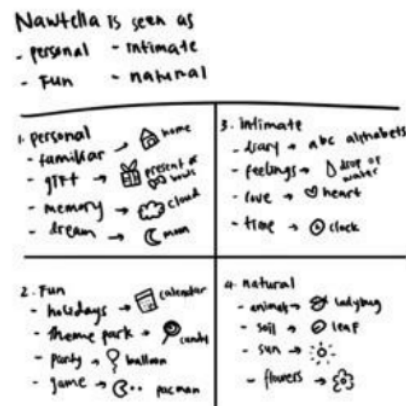 Nawtella is seen as
- personal - intimate
- Fun - natural
1. personal
- familiar → home
- gift → present or bows
- memory → cloud
- dream → moon
3. intimate
- diary → abc alphabets
- feelings → drop of water
- love → heart
- time → clock
2. Fun
- holidays → calendar
- theme park → candy
- party → balloon
- game → pacman
4. natural
- animals → ladybug
- soil → leaf
- sun →
- flowers →